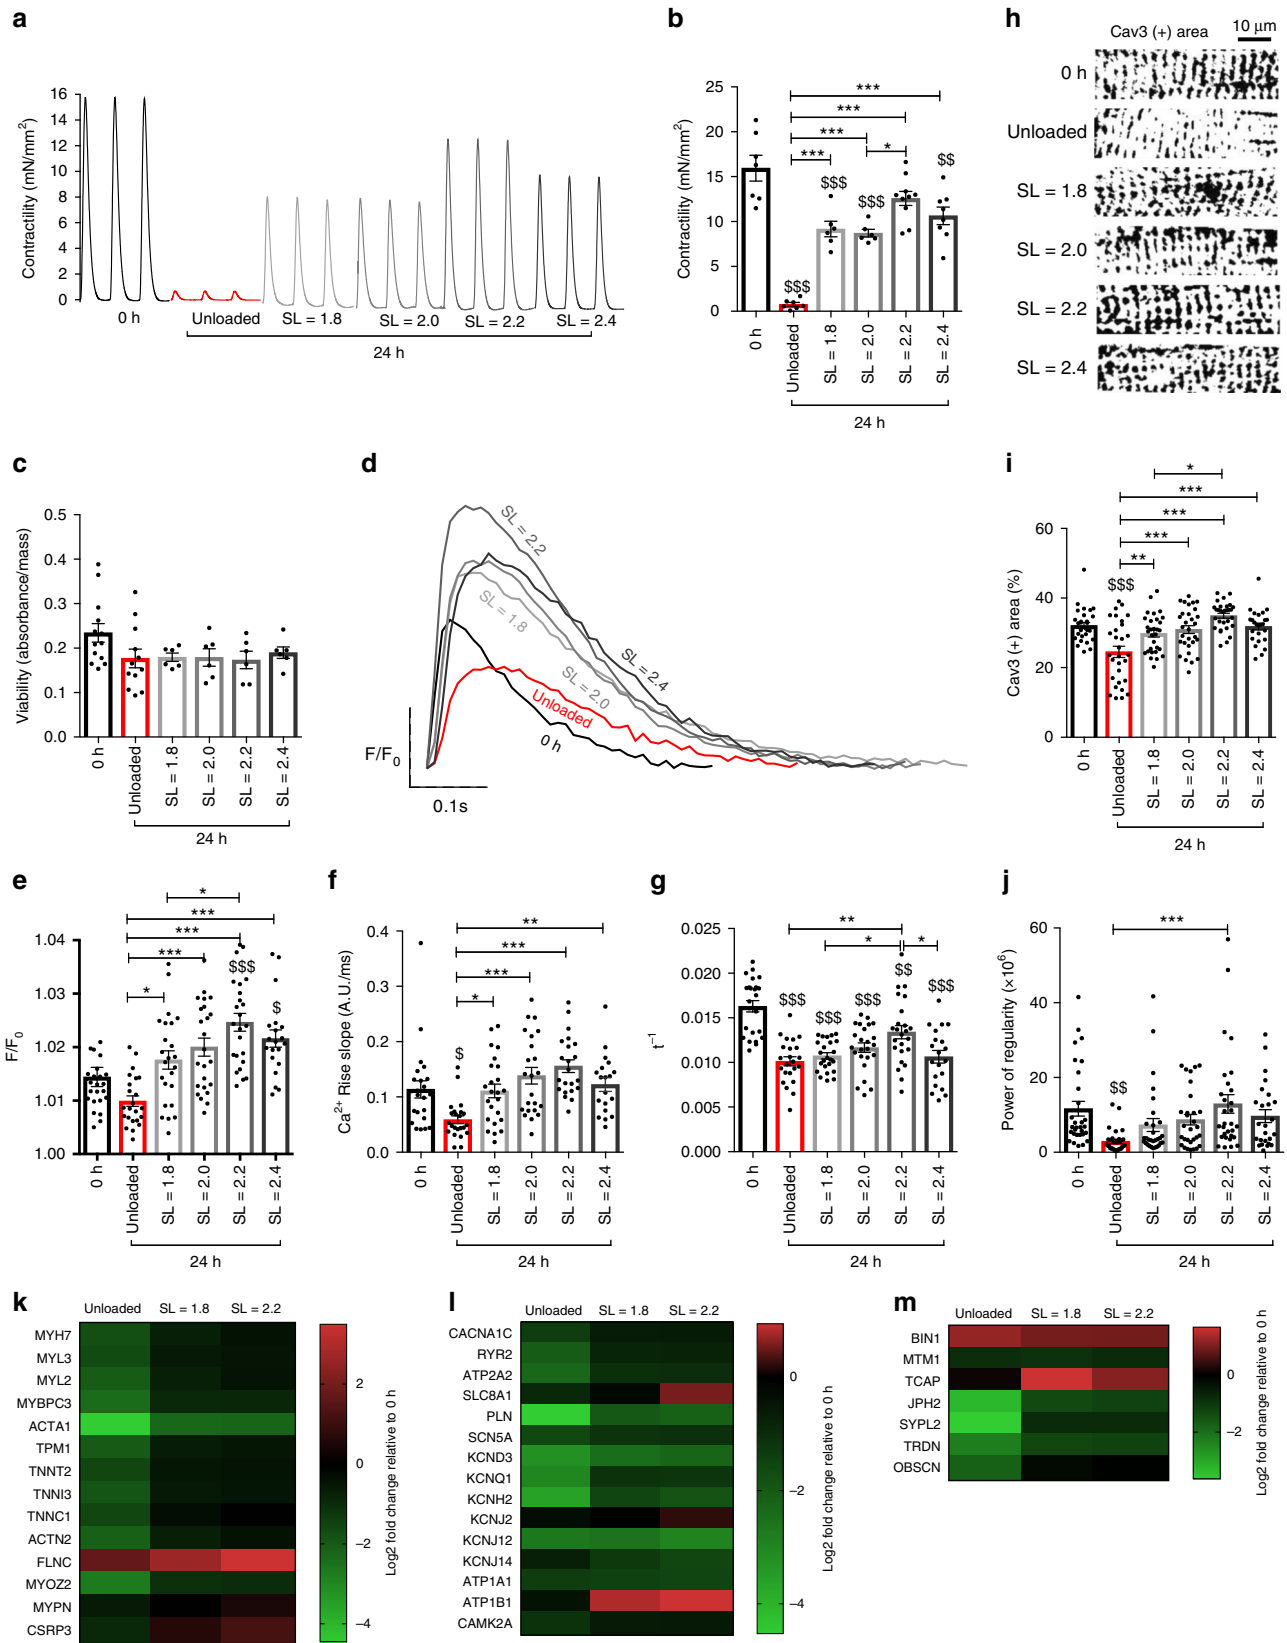 a
Contractility (mN/mm²)
16
14
12
10
8
6
4
2
0
0 h
Unloaded
SL = 1.8
SL = 2.0
SL = 2.2
SL = 2.4
24 h
b
Contractility (mN/mm²)
25
20
15
10
5
0
***
***
***
***
*
$$$
$$$
$$$
$$
0 h
Unloaded
SL = 1.8
SL = 2.0
SL = 2.2
SL = 2.4
24 h
h
Cav3 (+) area
10 μm
0 h
Unloaded
SL = 1.8
SL = 2.0
SL = 2.2
SL = 2.4
c
Viability (absorbance/mass)
0.5
0.4
0.3
0.2
0.1
0.0
0 h
Unloaded
SL = 1.8
SL = 2.0
SL = 2.2
SL = 2.4
24 h
d
SL = 2.2
SL = 1.8
SL = 2.4
SL = 2.0
Unloaded
0 h
F/F₀
0.1s
i
Cav3 (+) area (%)
60
40
20
0
*
***
***
***
**
$$$
0 h
Unloaded
SL = 1.8
SL = 2.0
SL = 2.2
SL = 2.4
24 h
e
F/F₀
1.04
1.03
1.02
1.01
1.00
*
***
***
***
*
$$$
$
0 h
Unloaded
SL = 1.8
SL = 2.0
SL = 2.2
SL = 2.4
24 h
f
Ca²⁺ Rise slope (A.U./ms)
0.4
0.3
0.2
0.1
0.0
**
***
***
*
$
0 h
Unloaded
SL = 1.8
SL = 2.0
SL = 2.2
SL = 2.4
24 h
g
t⁻¹
0.025
0.020
0.015
0.010
0.005
0.000
**
*
*
$$$
$$$
$$$
$$
$$$
0 h
Unloaded
SL = 1.8
SL = 2.0
SL = 2.2
SL = 2.4
24 h
j
Power of regularity (×10⁶)
60
40
20
0
***
$$
0 h
Unloaded
SL = 1.8
SL = 2.0
SL = 2.2
SL = 2.4
24 h
k
Unloaded SL = 1.8 SL = 2.2
MYH7
MYL3
MYL2
MYBPC3
ACTA1
TPM1
TNNT2
TNNI3
TNNC1
ACTN2
FLNC
MYOZ2
MYPN
CSRP3
2
0
−2
−4
Log2 fold change relative to 0 h
l
Unloaded SL = 1.8 SL = 2.2
CACNA1C
RYR2
ATP2A2
SLC8A1
PLN
SCN5A
KCND3
KCNQ1
KCNH2
KCNJ2
KCNJ12
KCNJ14
ATP1A1
ATP1B1
CAMK2A
0
−2
−4
Log2 fold change relative to 0 h
m
Unloaded SL = 1.8 SL = 2.2
BIN1
MTM1
TCAP
JPH2
SYPL2
TRDN
OBSCN
0
−2
Log2 fold change relative to 0 h